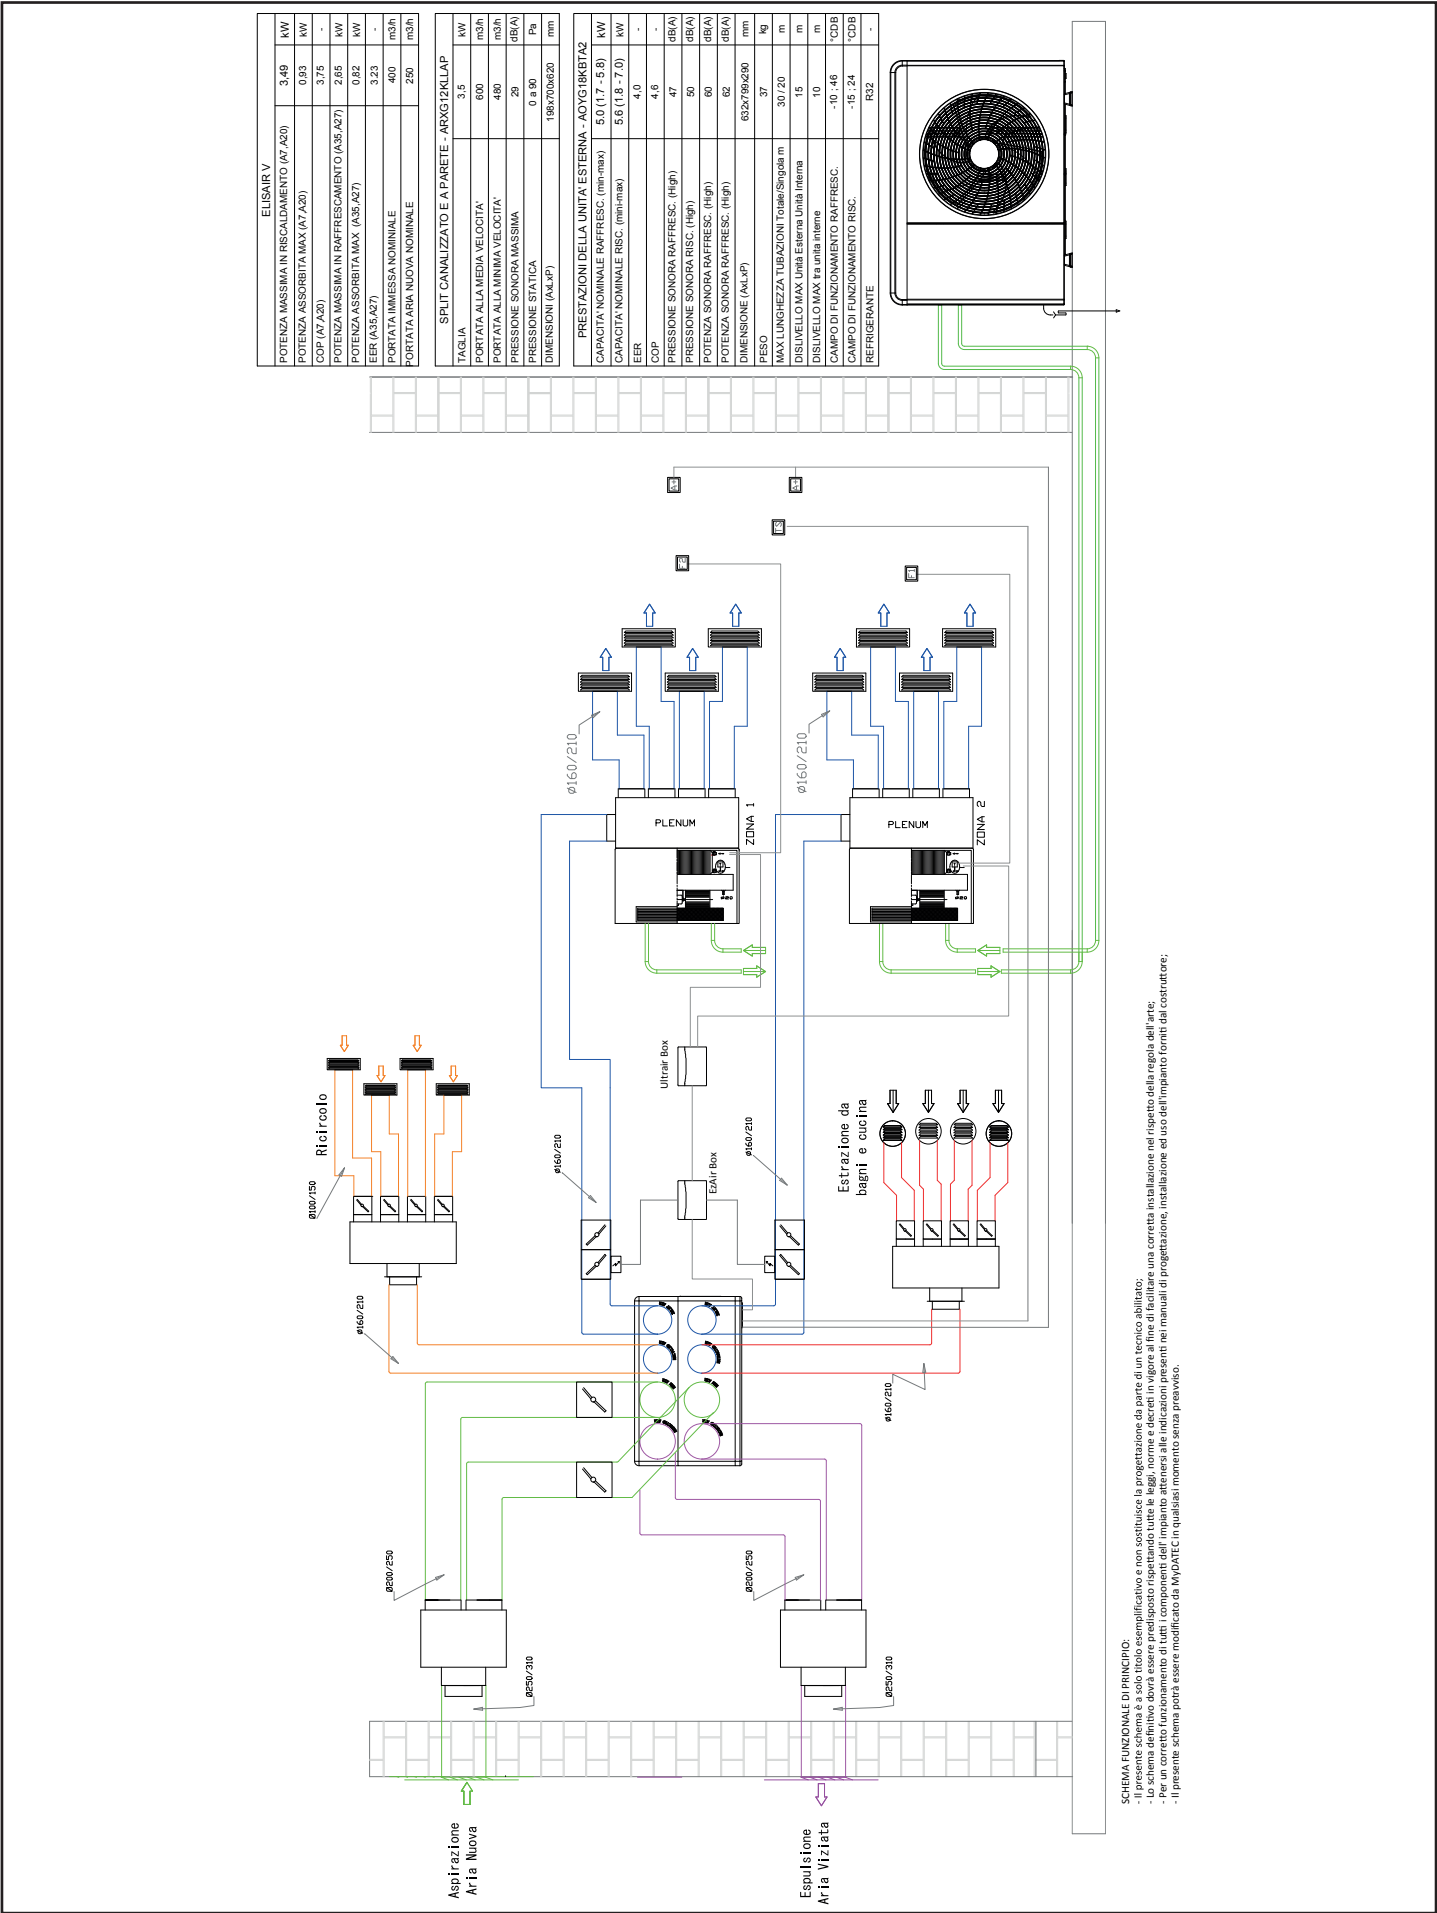 ELISAIR V
POTENZA MASSIMA IN RISCALDAMENTO (A7,A20) 3,49 kW
POTENZA ASSORBITA MAX (A7,A20) 0,93 kW
COP (A7,A20) 3,75 -
POTENZA MASSIMA IN RAFFRESCAMENTO (A35,A27) 2,65 kW
POTENZA ASSORBITA MAX (A35,A27) 0,82 kW
EER (A35,A27) 3,23 -
PORTATA IMMESSA NOMINIALE 400 m3/h
PORTATA ARIA NUOVA NOMINALE 250 m3/h
SPLIT CANALIZZATO E A PARETE - ARXG12KLLAP
TAGLIA 3,5 kW
PORTATA ALLA MEDIA VELOCITA' 600 m3/h
PORTATA ALLA MINIMA VELOCITA' 480 m3/h
PRESSIONE SONORA MASSIMA 29 dB(A)
PRESSIONE STATICA 0 a 90 Pa
DIMENSIONI (AxLxP) 198x700x620 mm
PRESTAZIONI DELLA UNITA' ESTERNA - AOYG18KBTA2
CAPACITA' NOMINALE RAFFRESC. (min-max) 5.0 (1.7 - 5.8) kW
CAPACITA' NOMINALE RISC. (mini-max) 5.6 (1.8 - 7.0) kW
EER 4,0 -
COP 4,6 -
PRESSIONE SONORA RAFFRESC. (High) 47 dB(A)
PRESSIONE SONORA RISC. (High) 50 dB(A)
POTENZA SONORA RAFFRESC. (High) 60 dB(A)
POTENZA SONORA RAFFRESC. (High) 62 dB(A)
DIMENSIONE (AxLxP) 632x799x290 mm
PESO 37 kg
MAX LUNGHEZZA TUBAZIONI Totale/Singola m 30 / 20 m
DISLIVELLO MAX Unità Esterna Unità Interna 15 m
DISLIVELLO MAX tra unita interne 10 m
CAMPO DI FUNZIONAMENTO RAFFRESC. -10 ; 46 °CDB
CAMPO DI FUNZIONAMENTO RISC. -15 ; 24 °CDB
REFRIGERANTE R32 -
Ricircolo
Ø100/150
ø160/210
ø160/210
ø160/210
ø160/210
ø160/210
ø160/210
PLENUM
ZONA 1
PLENUM
ZONA 2
F2
F1
TS
A+
A+
Ultrair Box
EzAir Box
Estrazione da
bagni e cucina
Ø200/250
Ø200/250
Ø250/310
Ø250/310
Aspirazione
Aria Nuova
Espulsione
Aria Viziata
SCHEMA FUNZIONALE DI PRINCIPIO:
- Il presente schema è a solo titolo esemplificativo e non sostituisce la progettazione da parte di un tecnico abilitato;
- Lo schema definitivo dovrà essere predisposto rispettando tutte le leggi, norme e decreti in vigore al fine di facilitare una corretta installazione nel rispetto della regola dell'arte;
- Per un corretto funzionamento di tutti i componenti dell' impianto attenersi alle indicazioni presenti nei manuali di progettazione, installazione ed uso dell'impianto forniti dal costruttore;
- Il presente schema potrà essere modificato da MyDATEC in qualsiasi momento senza preavviso.